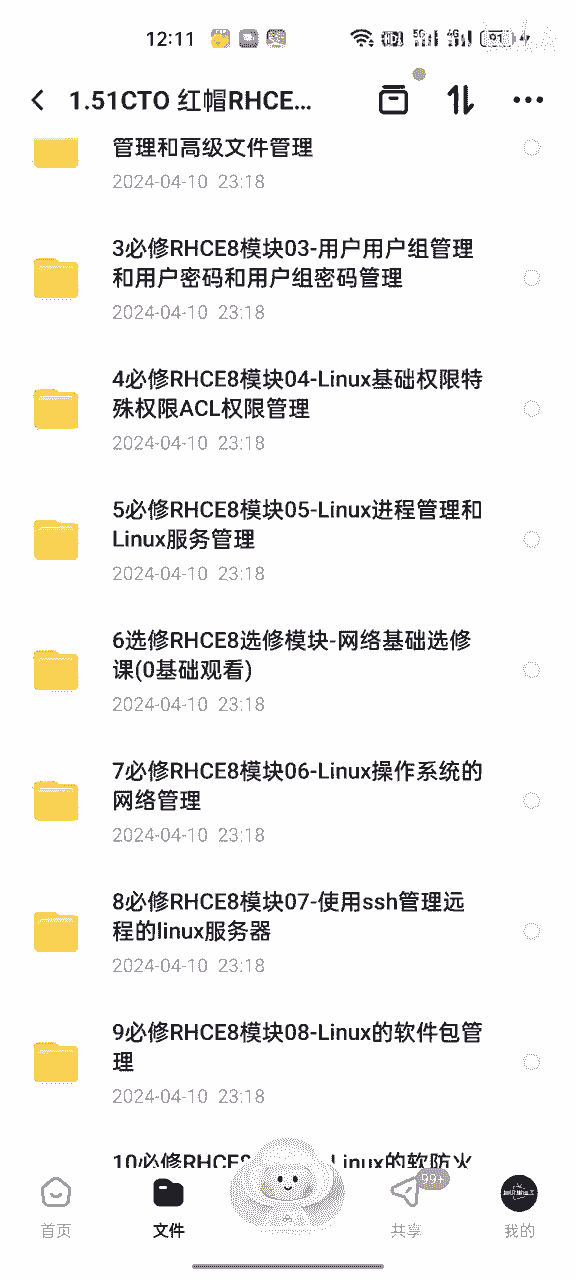 12:11
1.51CTO 红帽RHCE...
管理和高级文件管理
2024-04-10 23:18
3必修RHCE8模块03-用户用户组管理
和用户密码和用户组密码管理
2024-04-10 23:18
4必修RHCE8模块04-Linux基础权限特
殊权限ACL权限管理
2024-04-10 23:18
5必修RHCE8模块05-Linux进程管理和
Linux服务管理
2024-04-10 23:18
6选修RHCE8选修模块-网络基础选修
课(0基础观看)
2024-04-10 23:18
7必修RHCE8模块06-Linux操作系统的
网络管理
2024-04-10 23:18
8必修RHCE8模块07-使用ssh管理远
程的linux服务器
2024-04-10 23:18
9必修RHCE8模块08-Linux的软件包管
理
2024-04-10 23:18
10必修RHCE Linux的软防火
99+
首页
文件
共享
我的